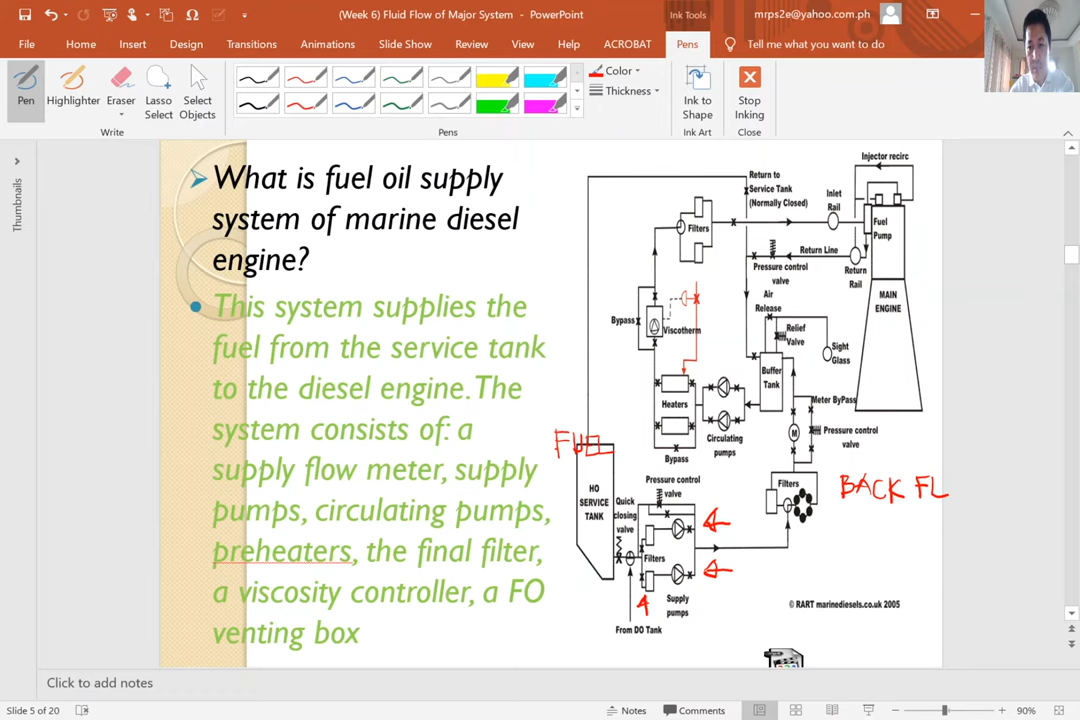 (Week 6) Fluid Flow of Major System - PowerPoint
Ink Tools
mrps2e@yahoo.com.ph
File
Home
Insert
Design
Transitions
Animations
Slide Show
Review
View
Help
ACROBAT
Pens
Tell me what you want to do
Pen
Highlighter
Eraser
Lasso
Select
Select
Objects
Color
Thickness
Ink to
Shape
Stop
Inking
Write
Pens
Ink Art
Close
Thumbnails
What is fuel oil supply
system of marine diesel
engine?
This system supplies the
fuel from the service tank
to the diesel engine. The
system consists of: a
supply flow meter, supply
pumps, circulating pumps,
preheaters, the final filter,
a viscosity controller, a FO
venting box
Injector recirc
Return to
Service Tank
(Normally Closed)
Inlet
Rail
Filters
Fuel
Pump
Return Line
Pressure control
valve
Return
Rail
Air
Release
MAIN
ENGINE
Bypass
Viscotherm
Relief
Valve
Sight
Glass
Buffer
Tank
Heaters
Meter ByPass
Circulating
pumps
M
Pressure control
valve
Bypass
FUEL
Pressure control
valve
Filters
BACK FL
HO
SERVICE
TANK
Quick
closing
valve
Filters
Supply
pumps
From DO Tank
© RART marinediesels.co.uk 2005
Click to add notes
Slide 5 of 20
Notes
Comments
90%